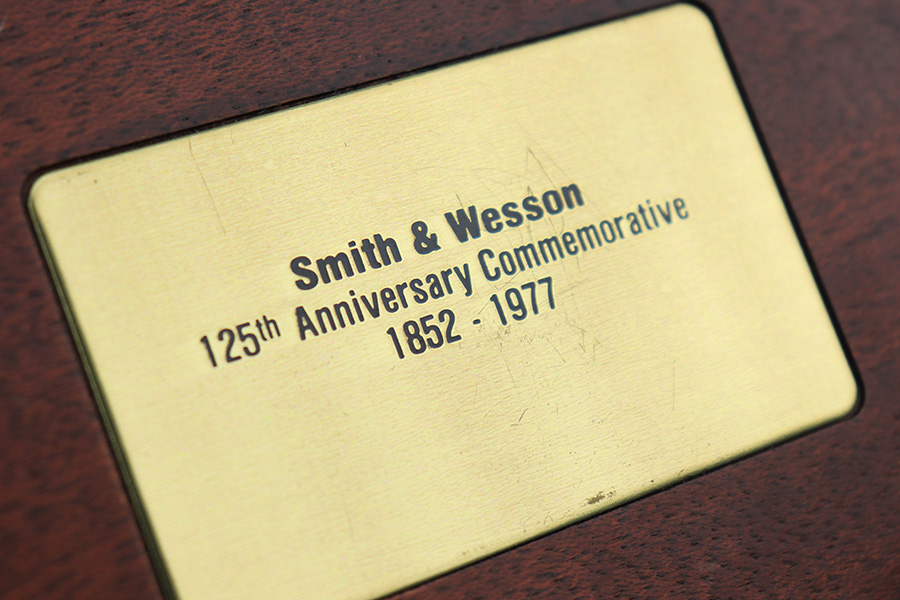 Smith & Wesson
125th Anniversary Commemorative
1852 - 1977